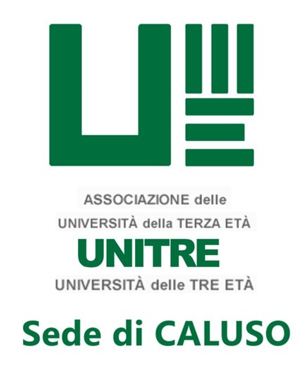 ASSOCIAZIONE delle
UNIVERSITÀ della TERZA ETÀ
UNITRE
UNIVERSITÀ delle TRE ETÀ
Sede di CALUSO